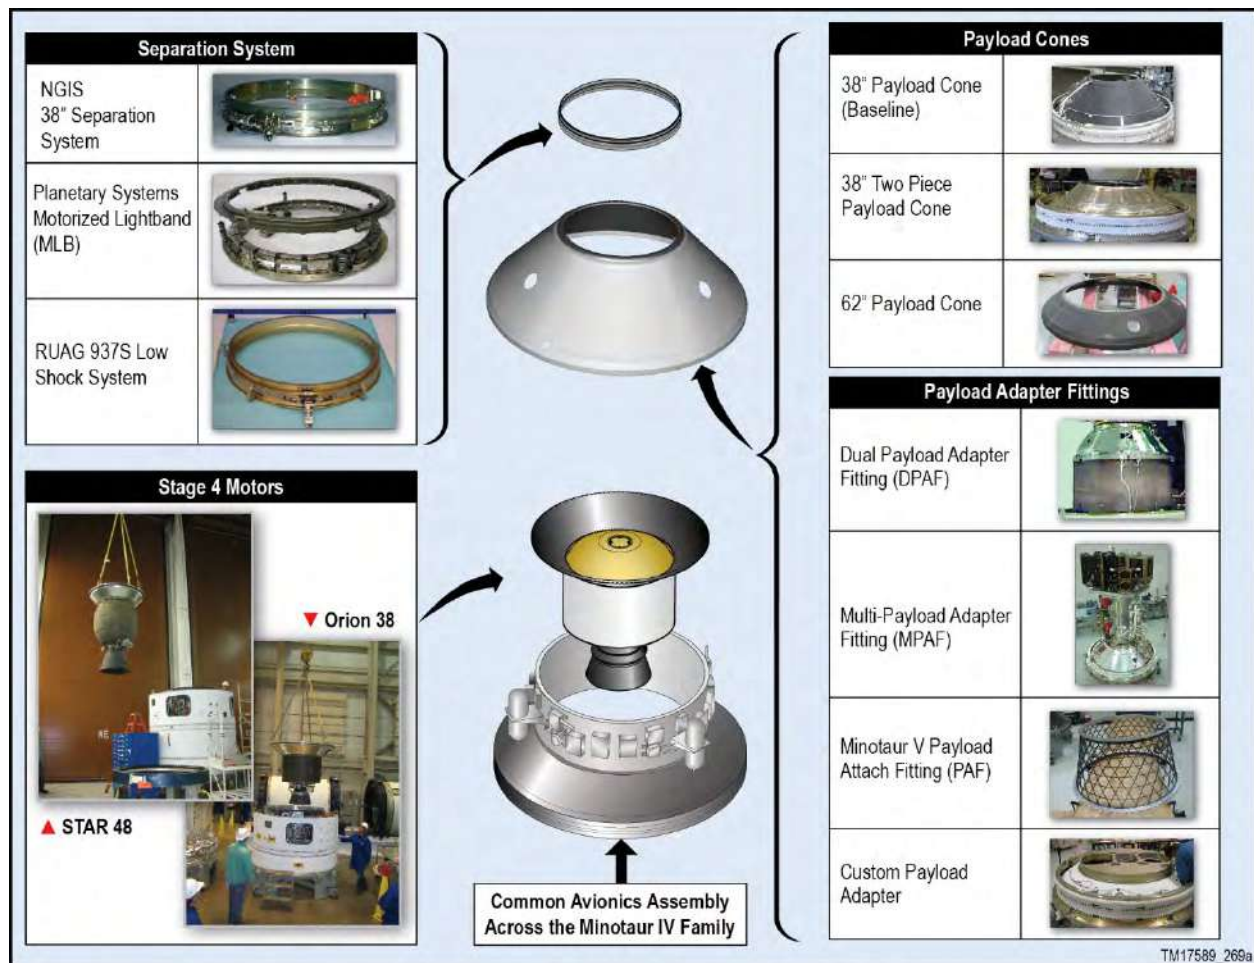 Separation System
NGIS
38" Separation
System
Planetary Systems
Motorized Lightband
(MLB)
RUAG 937S Low
Shock System
Stage 4 Motors
▼ Orion 38
▲ STAR 48
Common Avionics Assembly
Across the Minotaur IV Family
Payload Cones
38" Payload Cone
(Baseline)
38" Two Piece
Payload Cone
62" Payload Cone
Payload Adapter Fittings
Dual Payload Adapter
Fitting (DPAF)
Multi-Payload Adapter
Fitting (MPAF)
Minotaur V Payload
Attach Fitting (PAF)
Custom Payload
Adapter
TM17589_269a